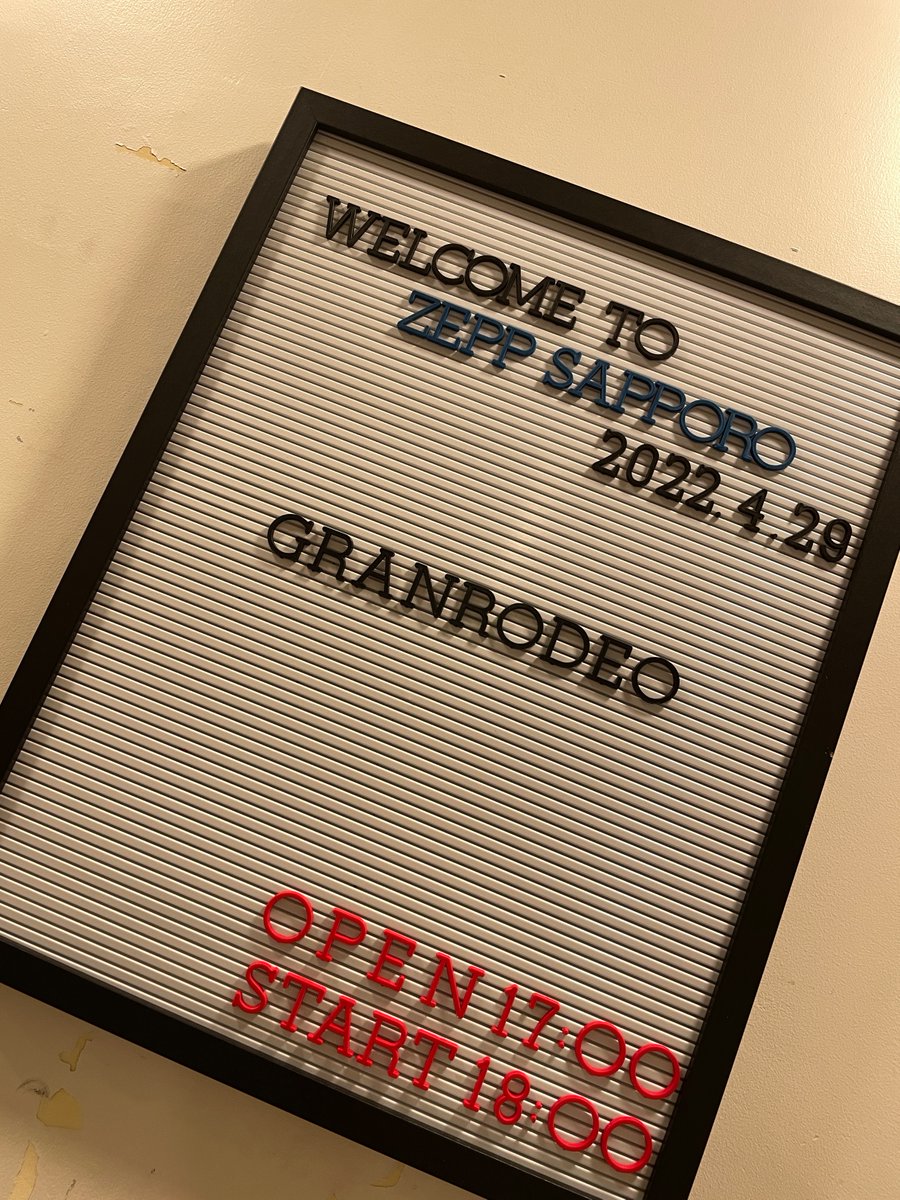 WELCOME TO
ZEPP SAPPORO
2022.4.29
GRANRODEO
OPEN 17:00
START 18:00